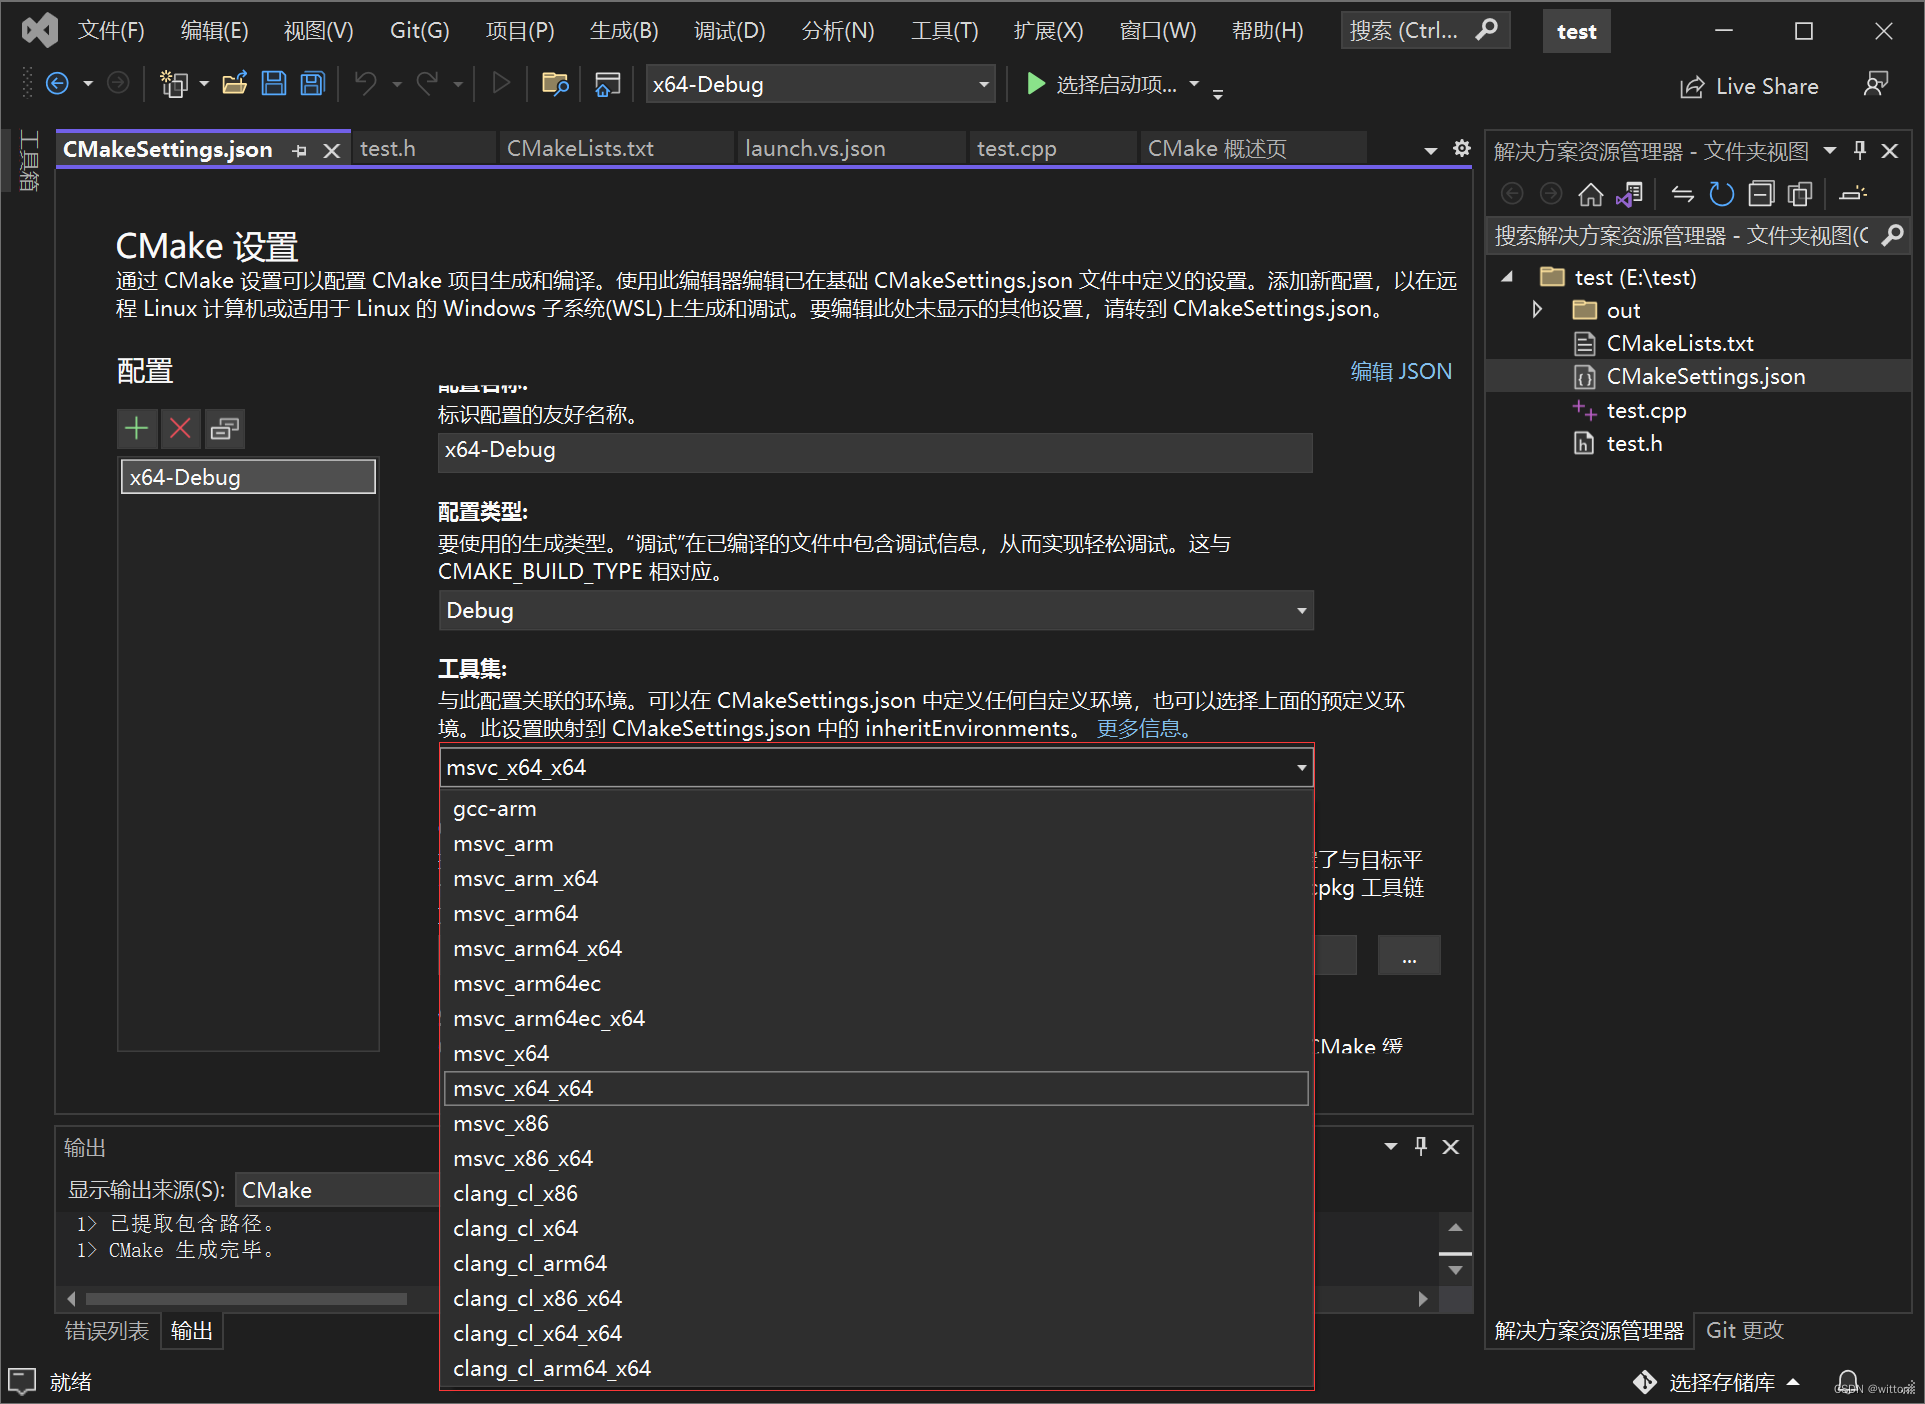 文件(F) 编辑(E) 视图(V) Git(G) 项目(P) 生成(B) 调试(D) 分析(N) 工具(T) 扩展(X) 窗口(W) 帮助(H) 搜索 (Ctrl... test
x64-Debug 选择启动项... Live Share
工具箱
CMakeSettings.json test.h CMakeLists.txt launch.vs.json test.cpp CMake 概述页
CMake 设置
通过 CMake 设置可以配置 CMake 项目生成和编译。使用此编辑器编辑已在基础 CMakeSettings.json 文件中定义的设置。添加新配置，以在远
程 Linux 计算机或适用于 Linux 的 Windows 子系统(WSL)上生成和调试。要编辑此处未显示的其他设置，请转到 CMakeSettings.json。
配置
编辑 JSON
x64-Debug
配置名称:
标识配置的友好名称。
x64-Debug
配置类型:
要使用的生成类型。“调试”在已编译的文件中包含调试信息，从而实现轻松调试。这与
CMAKE_BUILD_TYPE 相对应。
Debug
工具集:
与此配置关联的环境。可以在 CMakeSettings.json 中定义任何自定义环境，也可以选择上面的预定义环
境。此设置映射到 CMakeSettings.json 中的 inheritEnvironments。 更多信息。
msvc_x64_x64
gcc-arm
msvc_arm
msvc_arm_x64
msvc_arm64
msvc_arm64_x64
msvc_arm64ec
msvc_arm64ec_x64
msvc_x64
msvc_x64_x64
msvc_x86
msvc_x86_x64
clang_cl_x86
clang_cl_x64
clang_cl_arm64
clang_cl_x86_x64
clang_cl_x64_x64
clang_cl_arm64_x64
了与目标平
cpkg 工具链
...
CMake 缓
输出
显示输出来源(S): CMake
1> 已提取包含路径。
1> CMake 生成完毕。
错误列表 输出
解决方案资源管理器 - 文件夹视图
搜索解决方案资源管理器 - 文件夹视图(C
test (E:\test)
out
CMakeLists.txt
CMakeSettings.json
test.cpp
test.h
解决方案资源管理器 Git 更改
就绪
选择存储库